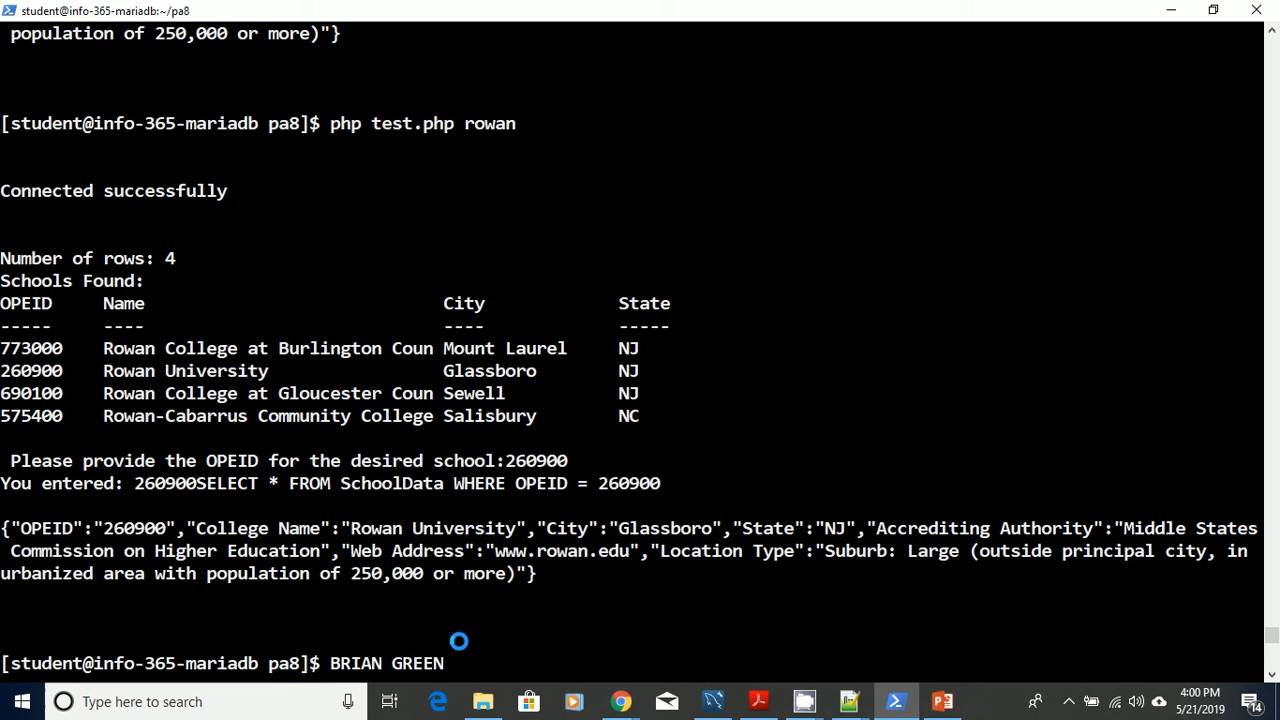 student@info-365-mariadb:~/pa8
population of 250,000 or more)"}
[student@info-365-mariadb pa8]$ php test.php rowan
Connected successfully
Number of rows: 4
Schools Found:
OPEID Name City State
----- ---- ---- -----
773000 Rowan College at Burlington Coun Mount Laurel NJ
260900 Rowan University Glassboro NJ
690100 Rowan College at Gloucester Coun Sewell NJ
575400 Rowan-Cabarrus Community College Salisbury NC
Please provide the OPEID for the desired school:260900
You entered: 260900SELECT * FROM SchoolData WHERE OPEID = 260900
{"OPEID":"260900","College Name":"Rowan University","City":"Glassboro","State":"NJ","Accrediting Authority":"Middle States
Commission on Higher Education","Web Address":"www.rowan.edu","Location Type":"Suburb: Large (outside principal city, in
urbanized area with population of 250,000 or more)"}
[student@info-365-mariadb pa8]$ BRIAN GREEN
Type here to search
4:00 PM
5/21/2019
14